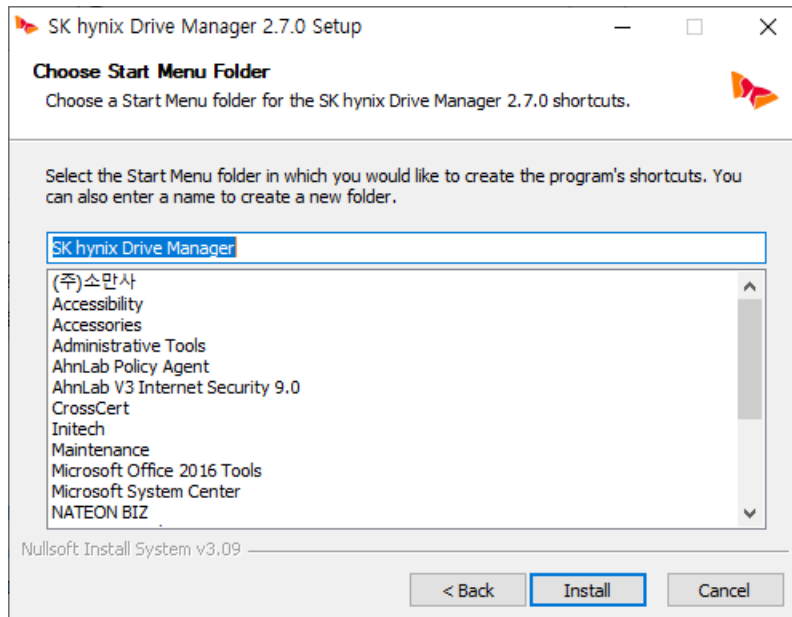 SK hynix Drive Manager 2.7.0 Setup
Choose Start Menu Folder
Choose a Start Menu folder for the SK hynix Drive Manager 2.7.0 shortcuts.
Select the Start Menu folder in which you would like to create the program's shortcuts. You
can also enter a name to create a new folder.
SK hynix Drive Manager
(주)소만사
Accessibility
Accessories
Administrative Tools
AhnLab Policy Agent
AhnLab V3 Internet Security 9.0
CrossCert
Initech
Maintenance
Microsoft Office 2016 Tools
Microsoft System Center
NATEON BIZ
Nullsoft Install System v3.09
< Back Install Cancel